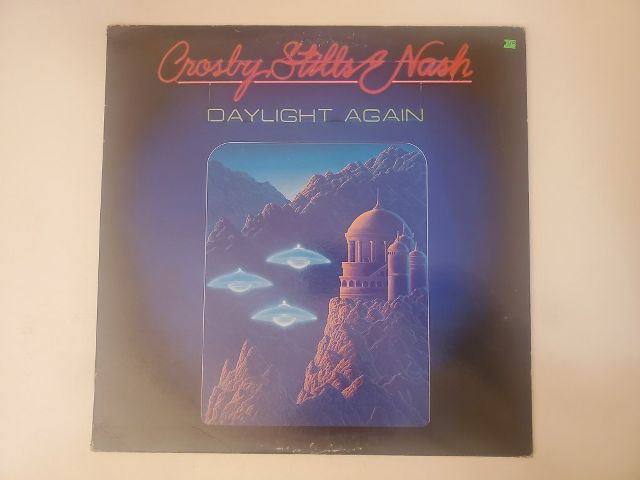 Crosby, Stills & Nash
DAYLIGHT AGAIN